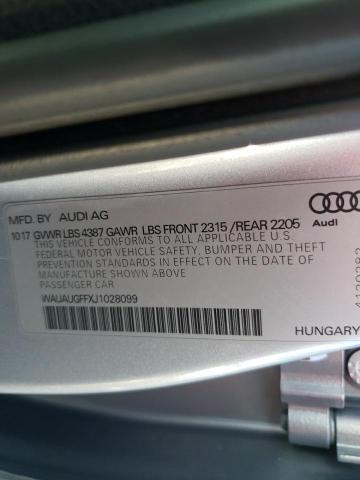 MFD. BY AUDI AG
10 17 GVWR LBS 4387 GAWR LBS FRONT 2315 /REAR 2205
THIS VEHICLE CONFORMS TO ALL APPLICABLE U.S.
FEDERAL MOTOR VEHICLE SAFETY, BUMPER AND THEFT
PREVENTION STANDARDS IN EFFECT ON THE DATE
OF MANUFACTURE SHOWN ABOVE.
PASSENGER CAR
WAUAUGFFXJ1028099
Audi
HUNGARY